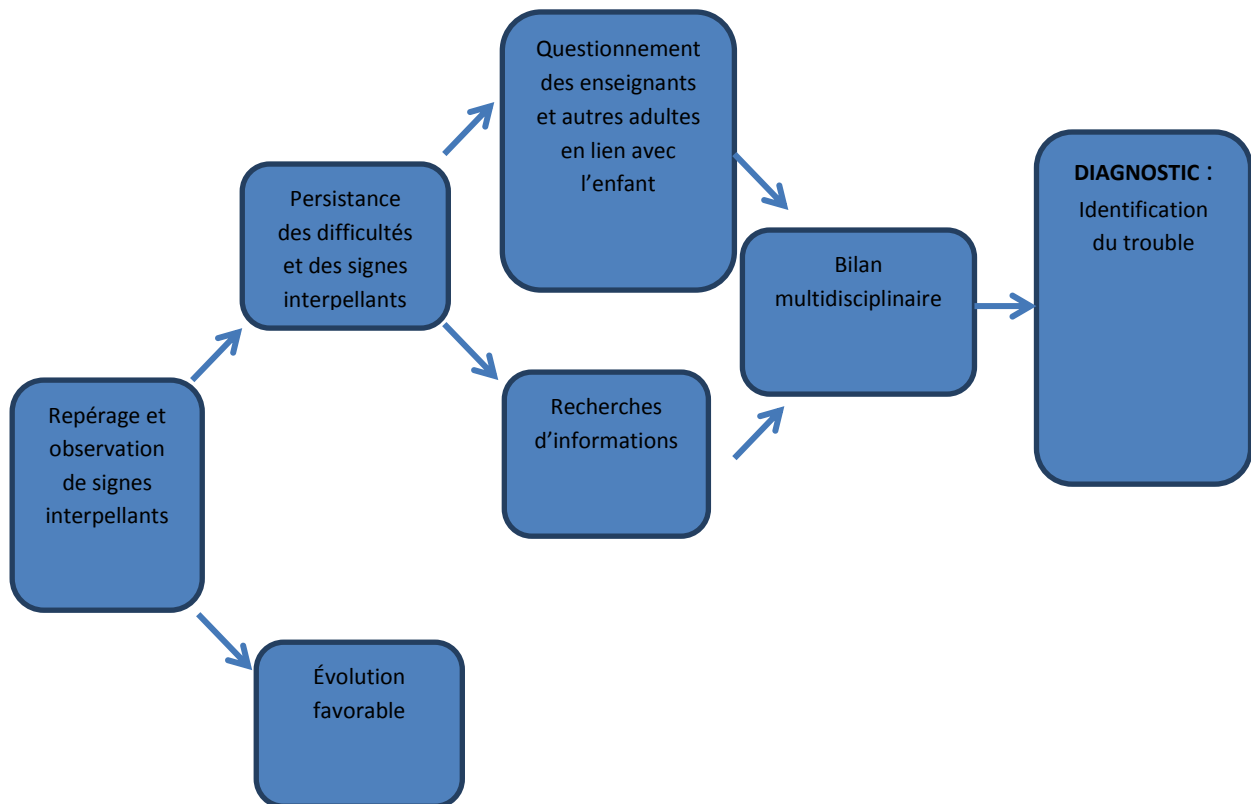 Repérage et
observation
de signes
interpellants
Persistance
des difficultés
et des signes
interpellants
Évolution
favorable
Questionnement
des enseignants
et autres adultes
en lien avec
l’enfant
Recherches
d’informations
Bilan
multidisciplinaire
DIAGNOSTIC :
Identification
du trouble